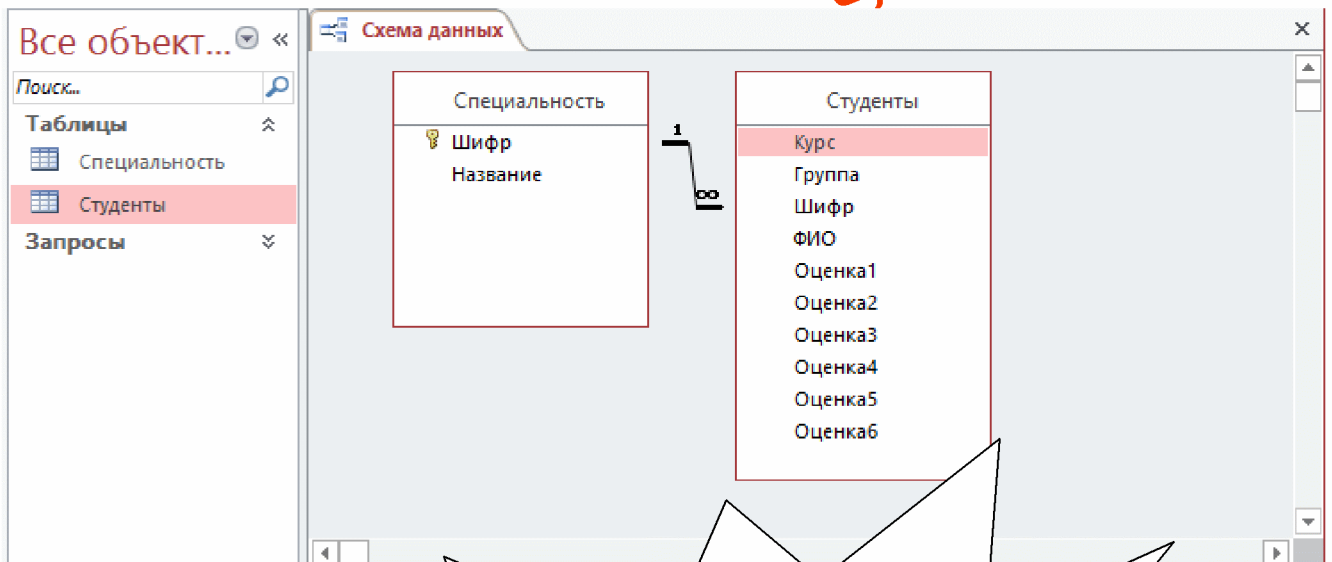 Все объект...
Поиск...
Таблицы
Специальность
Студенты
Запросы
Схема данных
Специальность
Шифр
Название
1
∞
Студенты
Курс
Группа
Шифр
ФИО
Оценка1
Оценка2
Оценка3
Оценка4
Оценка5
Оценка6